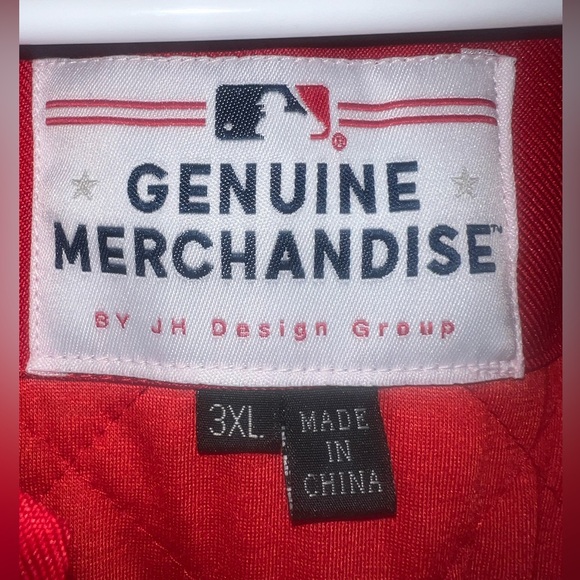 GENUINE
MERCHANDISE™
BY JH Design Group
3XL
MADE
IN
CHINA